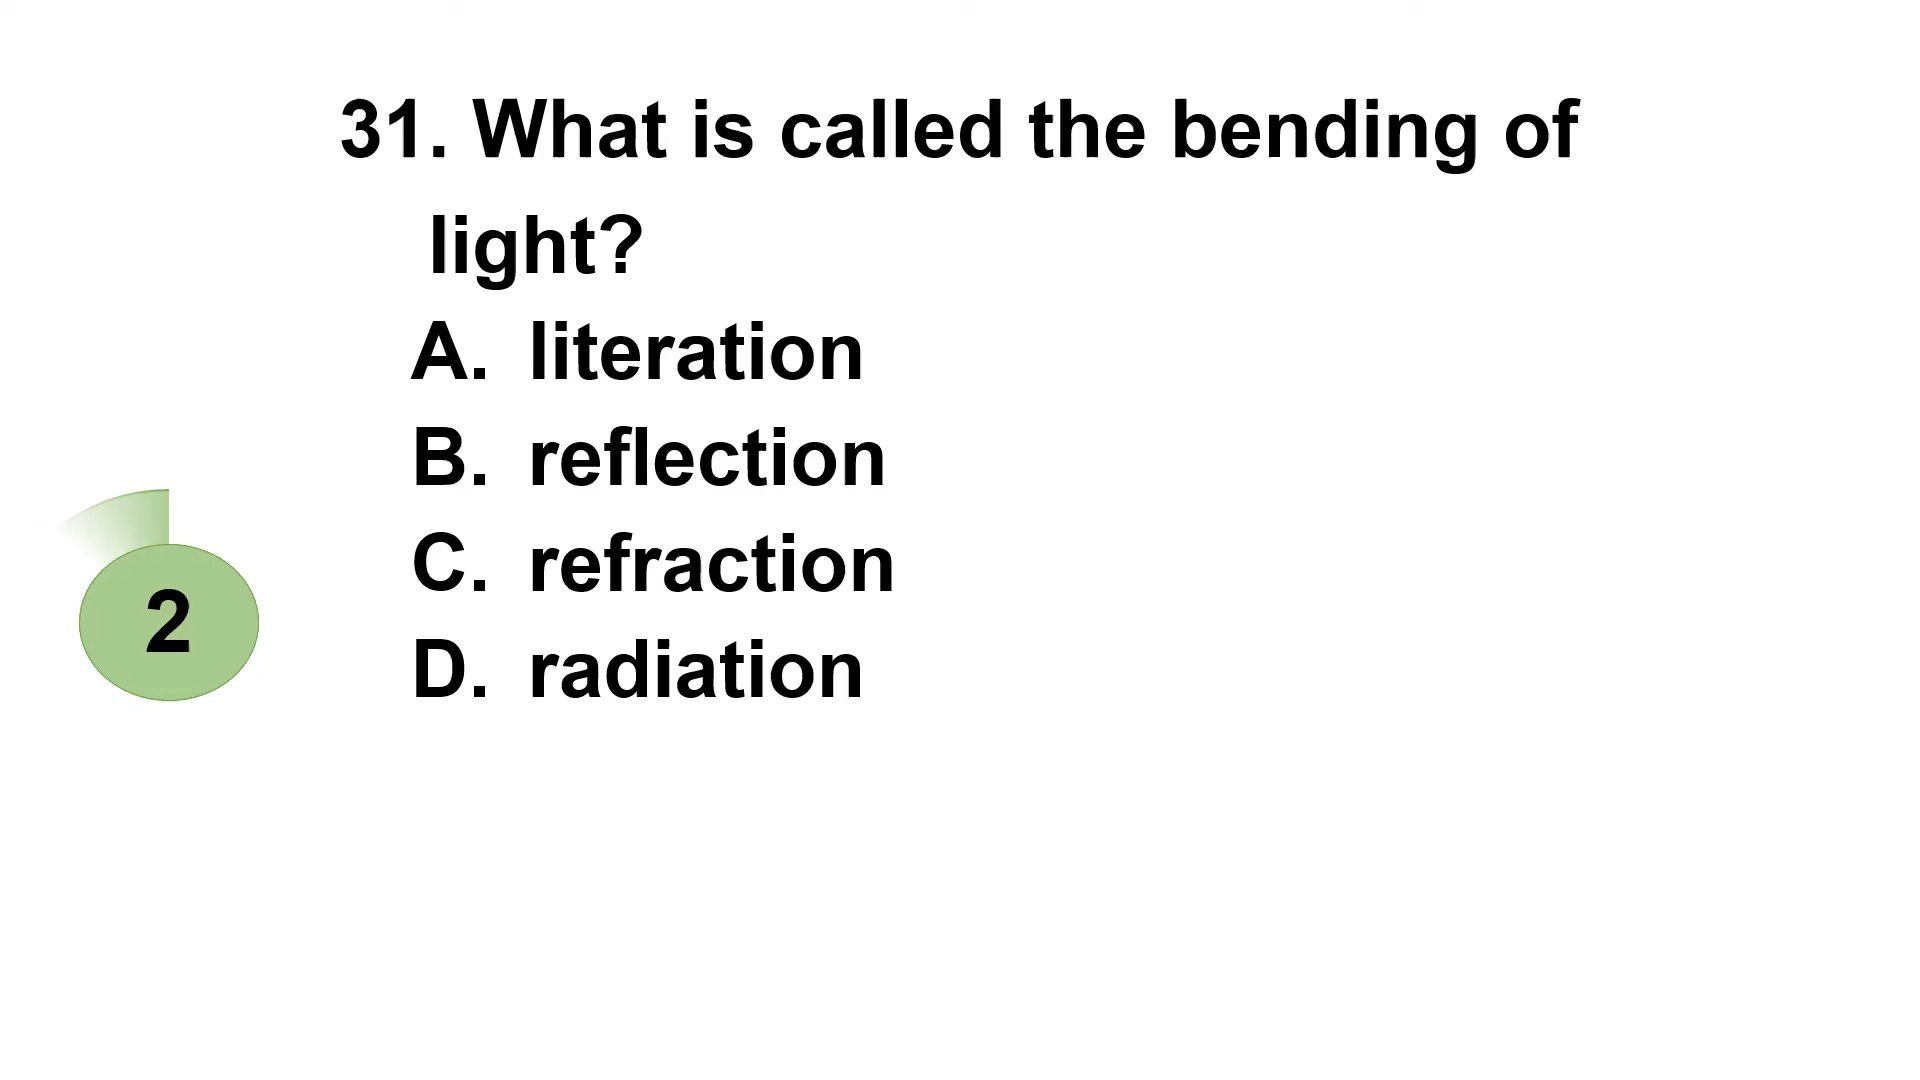 31. What is called the bending of
light?
A. literation
B. reflection
C. refraction
D. radiation
2